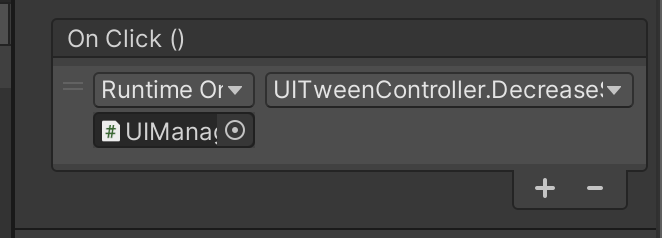 On Click ()
Runtime Or UITweenController.DecreaseS
# UIManag